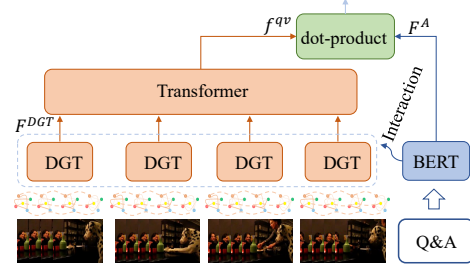 f^{qv}
dot-product
F^A
Transformer
F^{DGT}
Interaction
DGT
DGT
DGT
DGT
BERT
Q&A